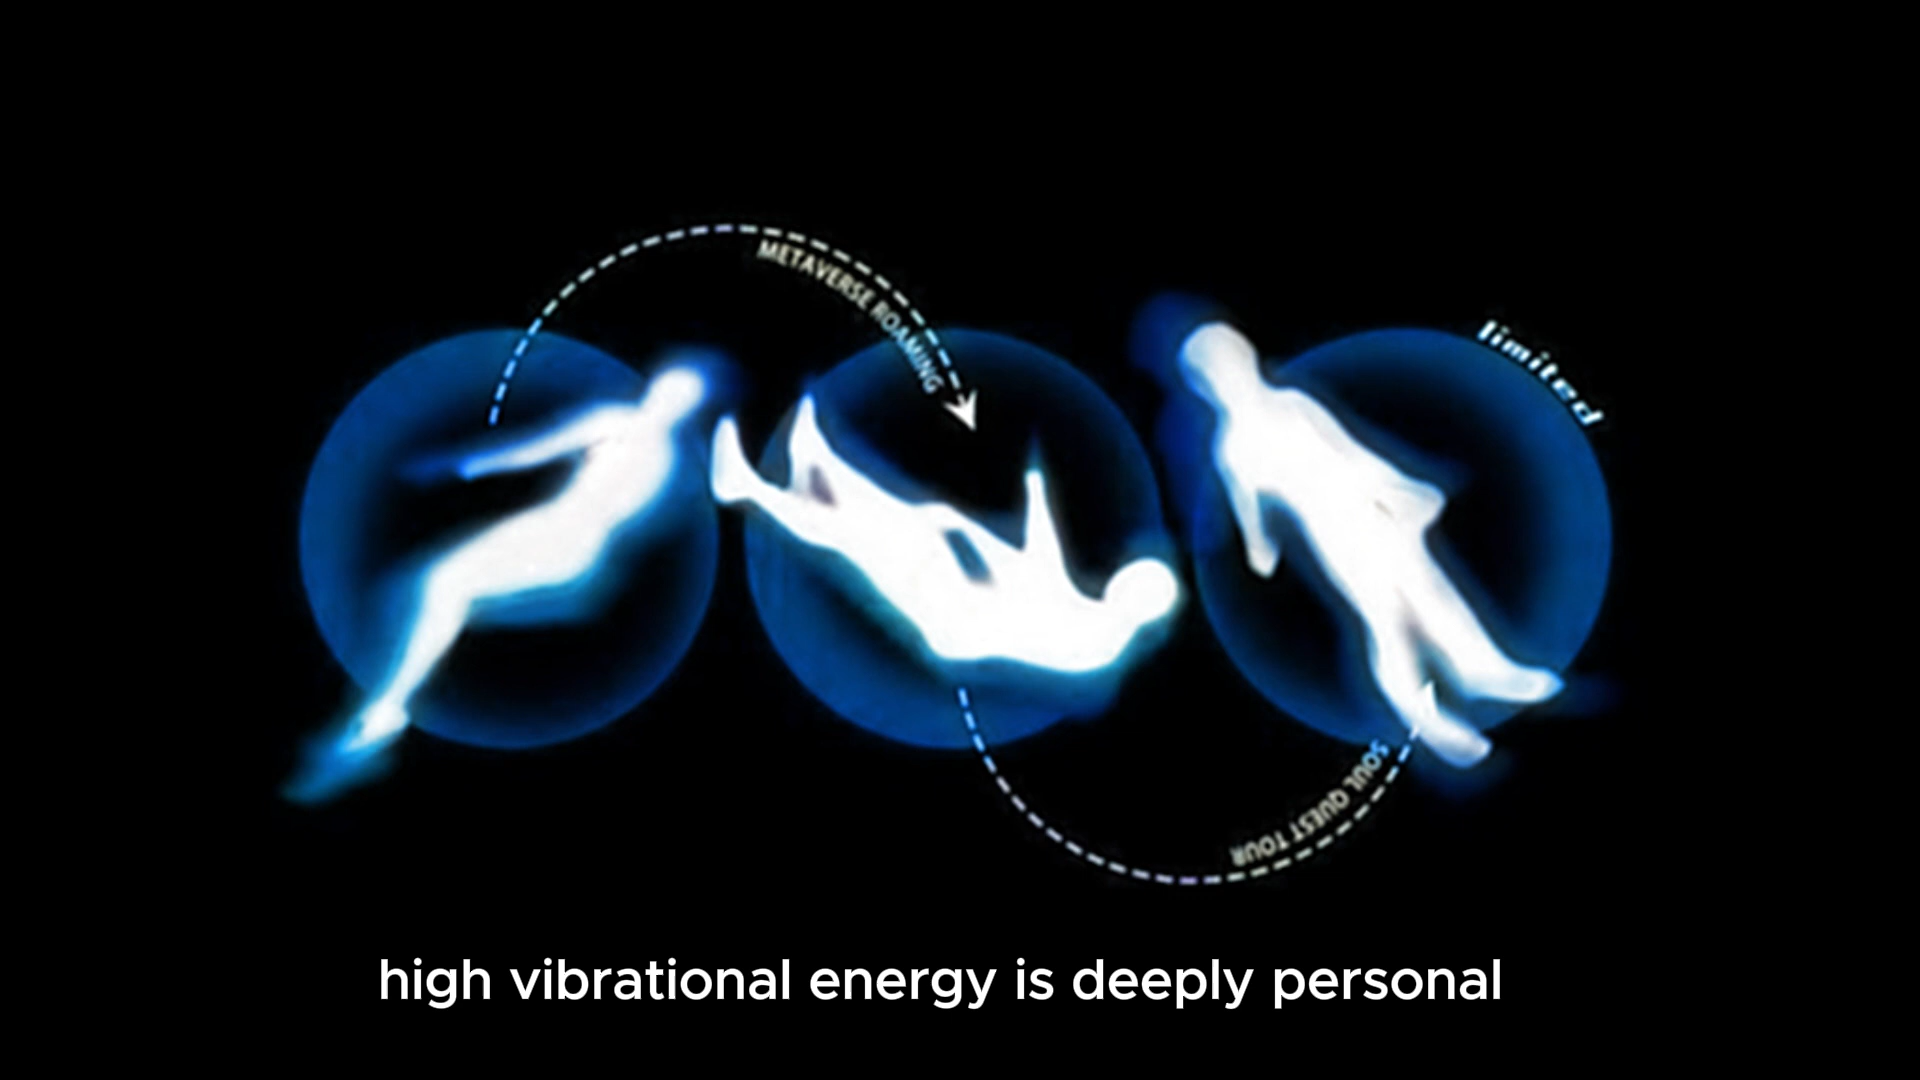 METAVERSE ROAMING
limited
SOUL QUEST TOUR
high vibrational energy is deeply personal